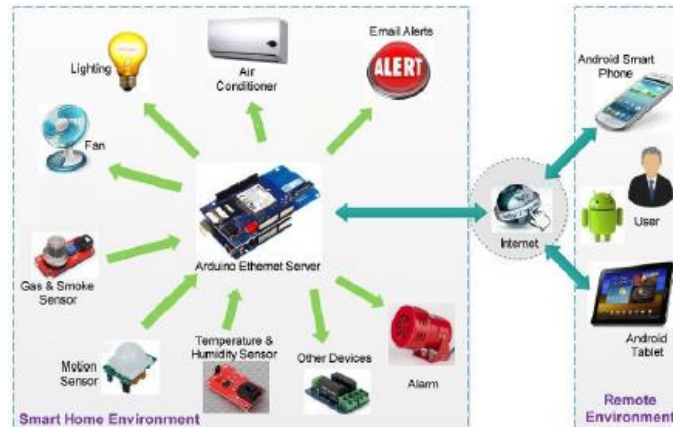 Lighting
Air
Conditioner
Email Alerts
ALERT
Android Smart
Phone
Fan
User
Internet
Arduino Ethernet Server
Gas & Smoke
Sensor
Temperature &
Humidity Sensor
Other Devices
Motion
Sensor
Alarm
Android
Tablet
Smart Home Environment
Remote
Environment